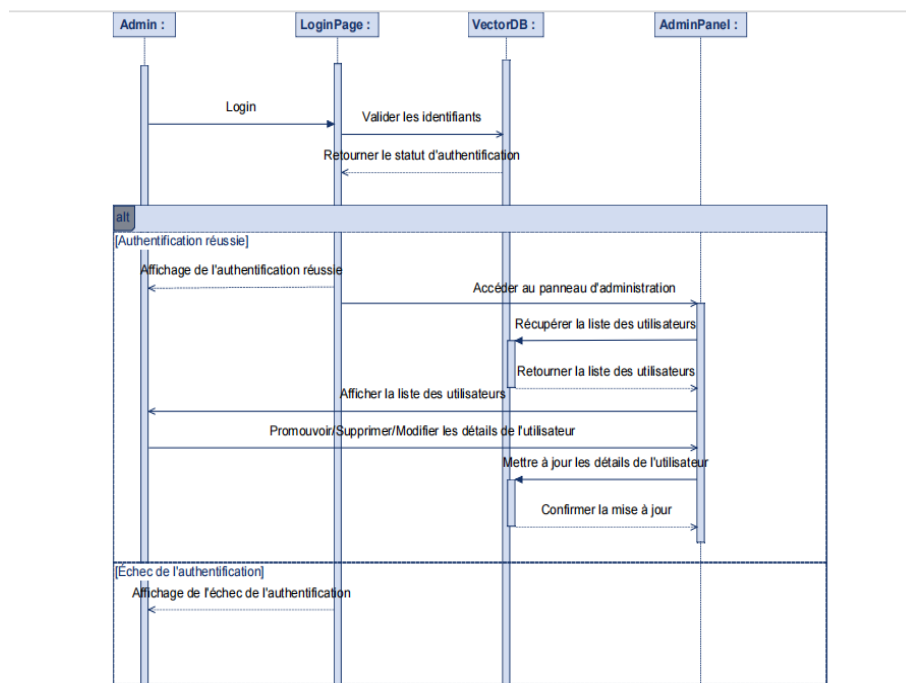 Admin :
LoginPage :
VectorDB :
AdminPanel :
Login
Valider les identifiants
Retourner le statut d'authentification
alt
[Authentification réussie]
Affichage de l'authentification réussie
Accéder au panneau d'administration
Récupérer la liste des utilisateurs
Retourner la liste des utilisateurs
Afficher la liste des utilisateurs
Promouvoir/Supprimer/Modifier les détails de l'utilisateur
Mettre à jour les détails de l'utilisateur
Confirmer la mise à jour
[Échec de l'authentification]
Affichage de l'échec de l'authentification